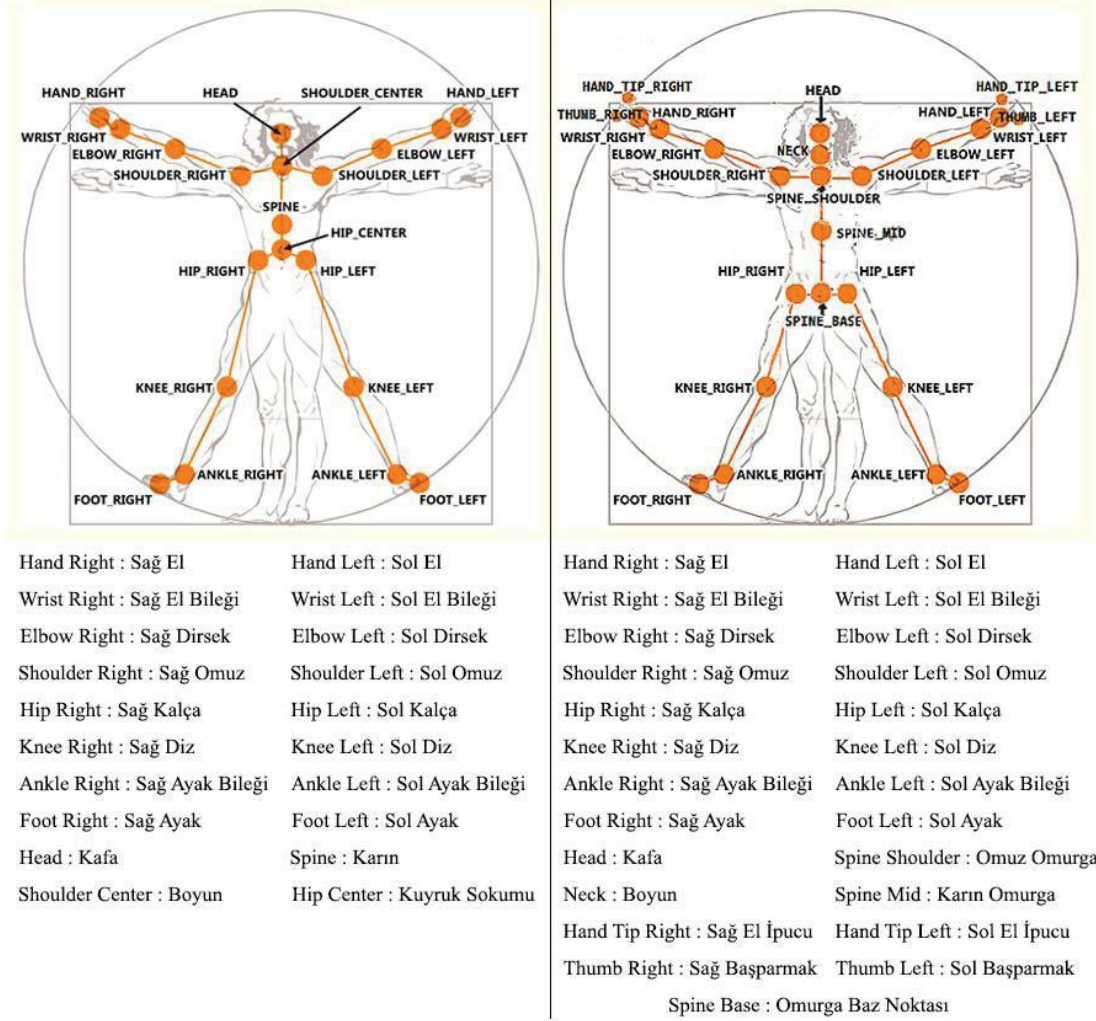 HAND_RIGHT
HEAD
SHOULDER_CENTER
HAND_LEFT
WRIST_RIGHT
WRIST_LEFT
ELBOW_RIGHT
ELBOW_LEFT
SHOULDER_RIGHT
SHOULDER_LEFT
SPINE
HIP_CENTER
HIP_RIGHT
HIP_LEFT
KNEE_RIGHT
KNEE_LEFT
ANKLE_RIGHT
ANKLE_LEFT
FOOT_RIGHT
FOOT_LEFT
Hand Right : Sağ El
Hand Left : Sol El
Wrist Right : Sağ El Bileği
Wrist Left : Sol El Bileği
Elbow Right : Sağ Dirsek
Elbow Left : Sol Dirsek
Shoulder Right : Sağ Omuz
Shoulder Left : Sol Omuz
Hip Right : Sağ Kalça
Hip Left : Sol Kalça
Knee Right : Sağ Diz
Knee Left : Sol Diz
Ankle Right : Sağ Ayak Bileği
Ankle Left : Sol Ayak Bileği
Foot Right : Sağ Ayak
Foot Left : Sol Ayak
Head : Kafa
Spine : Karın
Shoulder Center : Boyun
Hip Center : Kuyruk Sokumu
HAND_TIP_RIGHT
HEAD
HAND_TIP_LEFT
THUMB_RIGHT
HAND_RIGHT
HAND_LEFT
THUMB_LEFT
WRIST_RIGHT
WRIST_LEFT
ELBOW_RIGHT
NECK
ELBOW_LEFT
SHOULDER_RIGHT
SHOULDER_LEFT
SPINE_SHOULDER
SPINE_MID
HIP_RIGHT
HIP_LEFT
SPINE_BASE
KNEE_RIGHT
KNEE_LEFT
ANKLE_RIGHT
ANKLE_LEFT
FOOT_RIGHT
FOOT_LEFT
Hand Right : Sağ El
Hand Left : Sol El
Wrist Right : Sağ El Bileği
Wrist Left : Sol El Bileği
Elbow Right : Sağ Dirsek
Elbow Left : Sol Dirsek
Shoulder Right : Sağ Omuz
Shoulder Left : Sol Omuz
Hip Right : Sağ Kalça
Hip Left : Sol Kalça
Knee Right : Sağ Diz
Knee Left : Sol Diz
Ankle Right : Sağ Ayak Bileği
Ankle Left : Sol Ayak Bileği
Foot Right : Sağ Ayak
Foot Left : Sol Ayak
Head : Kafa
Spine Shoulder : Omuz Omurga
Neck : Boyun
Spine Mid : Karın Omurga
Hand Tip Right : Sağ El İpucu
Hand Tip Left : Sol El İpucu
Thumb Right : Sağ Başparmak
Thumb Left : Sol Başparmak
Spine Base : Omurga Baz Noktası